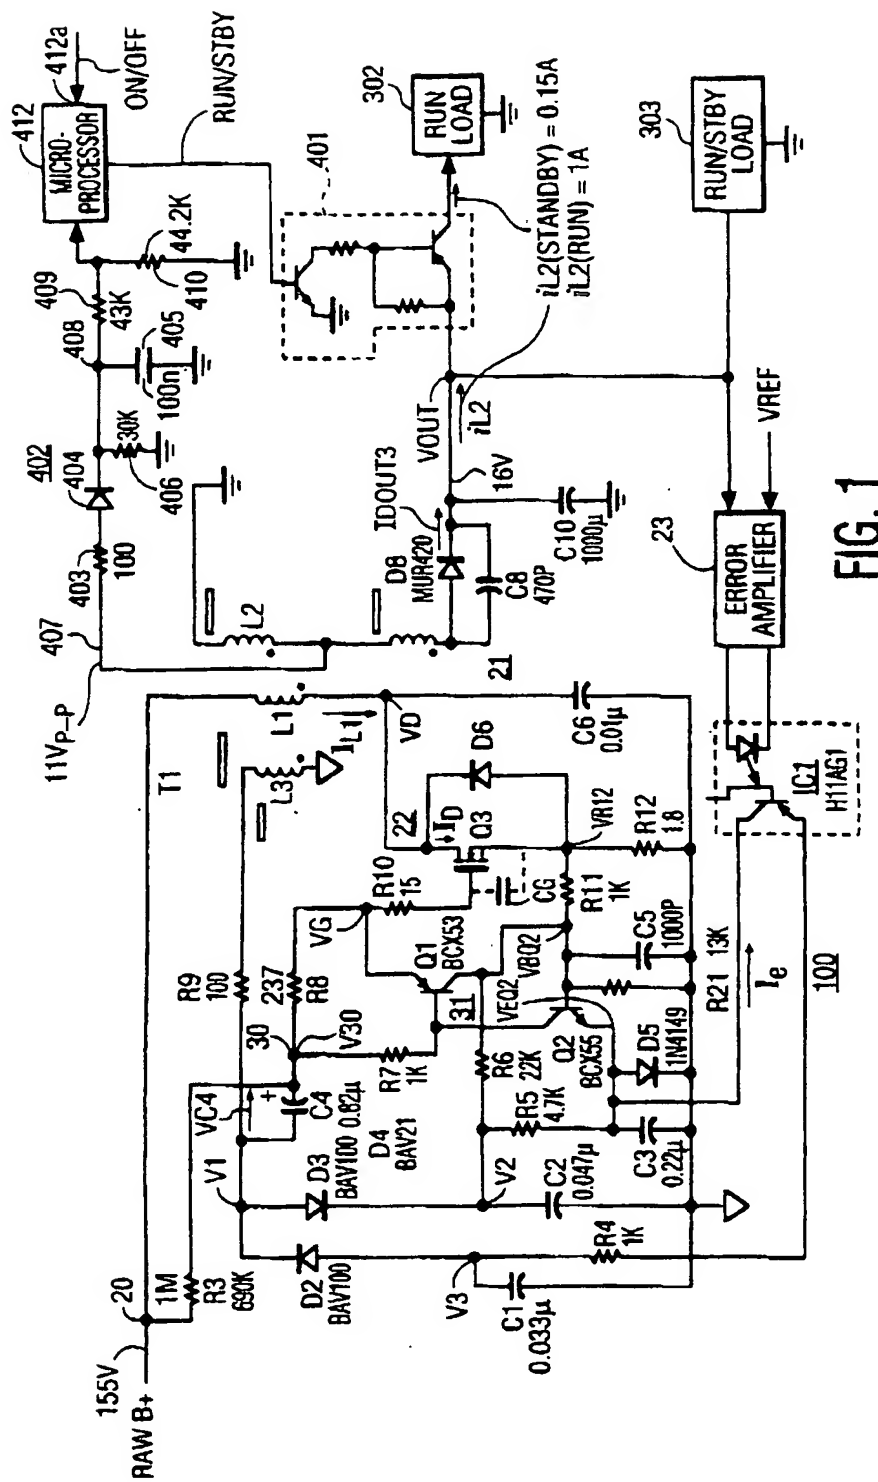 RAW B+
155V
20
1M
R3
690K
V1
VC4
+
C4
0.82µ
30
V30
R9
100
237
R8
VG
R10
15
T1
L3
L1
I_L1
VD
22
I_D
Q3
D6
CG
D2
BAV100
D3
BAV100
D4
BAV21
R7
1K
Q1
BCX53
31
VEQ2
VBQ2
R11
1K
VR12
R12
1.8
C6
0.01µ
V3
C1
0.033µ
R4
1K
V2
C2
0.047µ
R5
4.7K
R6
22K
Q2
BCX55
C3
0.22µ
D5
1N4149
R21
13K
C5
1000P
I_e
100
IC1
H11AG1
11V_P-P
407
403
100
404
402
406
30K
408
405
100n
409
43K
410
44.2K
412
412a
MICRO-
PROCESSOR
ON/OFF
RUN/STBY
L2
21
D8
MUR420
C8
470P
IDOUT3
C10
1000µ
16V
VOUT
iL2
401
302
RUN
LOAD
iL2(STANDBY) = 0.15A
iL2(RUN) = 1A
303
RUN/STBY
LOAD
23
ERROR
AMPLIFIER
VREF
FIG. 1